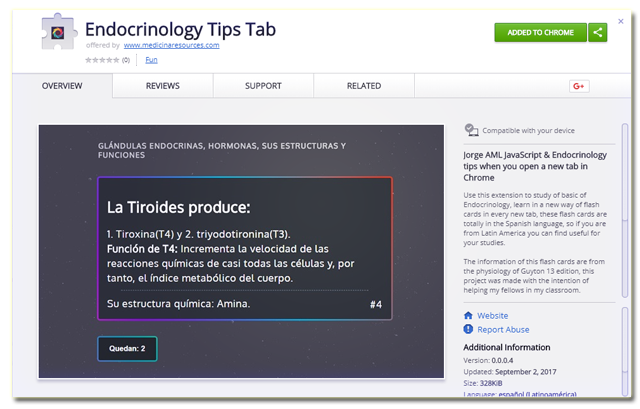 Endocrinology Tips Tab
offered by www.medicinaresources.com
(0) Fun
ADDED TO CHROME
OVERVIEW REVIEWS SUPPORT RELATED
G+
GLÁNDULAS ENDOCRINAS, HORMONAS, SUS ESTRUCTURAS Y
FUNCIONES
La Tiroides produce:
1. Tiroxina(T4) y 2. triyodotironina(T3).
Función de T4: Incrementa la velocidad de las
reacciones químicas de casi todas las células y, por
tanto, el índice metabólico del cuerpo.
Su estructura química: Amina. #4
Quedan: 2
Compatible with your device
Jorge AML JavaScript & Endocrinology
tips when you open a new tab in
Chrome
Use this extension to study of basic of
Endocrinology, learn in a new way of flash
cards in every new tab, these flash cards are
totally in the Spanish language, so if you are
from Latin America you can find useful for
your studies.
The information of this flash cards are from
the physiology of Guyton 13 edition, this
project was made with the intention of
helping my fellows in my classroom.
Website
Report Abuse
Additional Information
Version: 0.0.0.4
Updated: September 2, 2017
Size: 328KiB
Language: español (Latinoamérica)